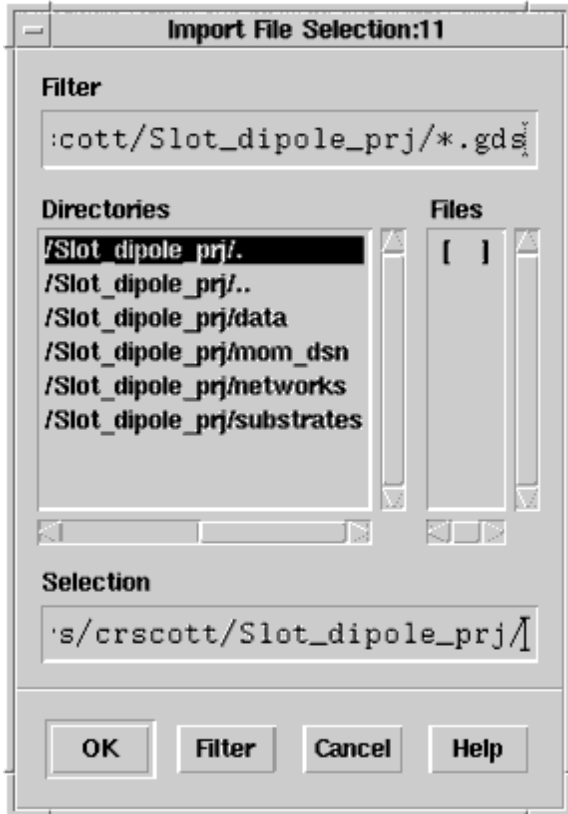 Import File Selection:11
Filter
:cott/Slot_dipole_prj/*.gds
Directories
Files
/Slot_dipole_prj/.
[ ]
/Slot_dipole_prj/..
/Slot_dipole_prj/data
/Slot_dipole_prj/mom_dsn
/Slot_dipole_prj/networks
/Slot_dipole_prj/substrates
Selection
's/crscott/Slot_dipole_prj/
OK
Filter
Cancel
Help